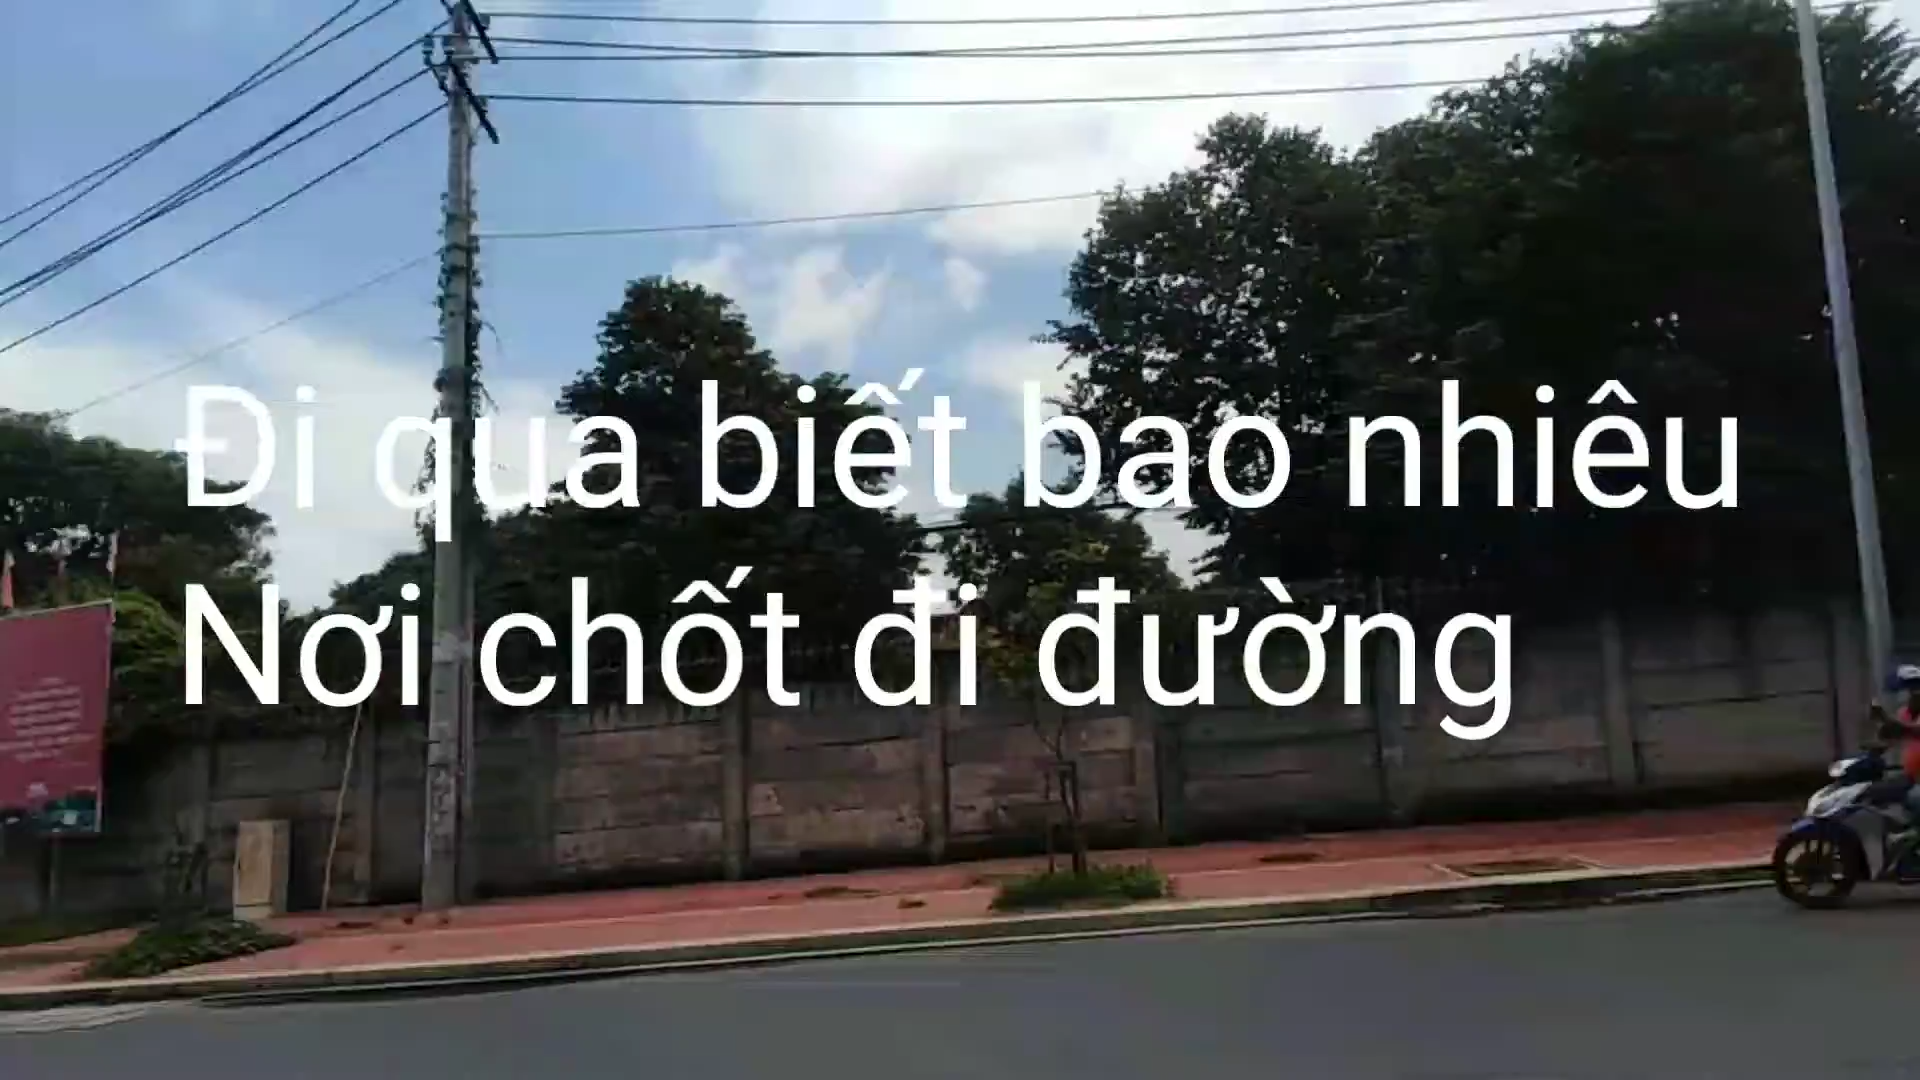 Đi qua biết bao nhiêu
Nơi chốt đi đường